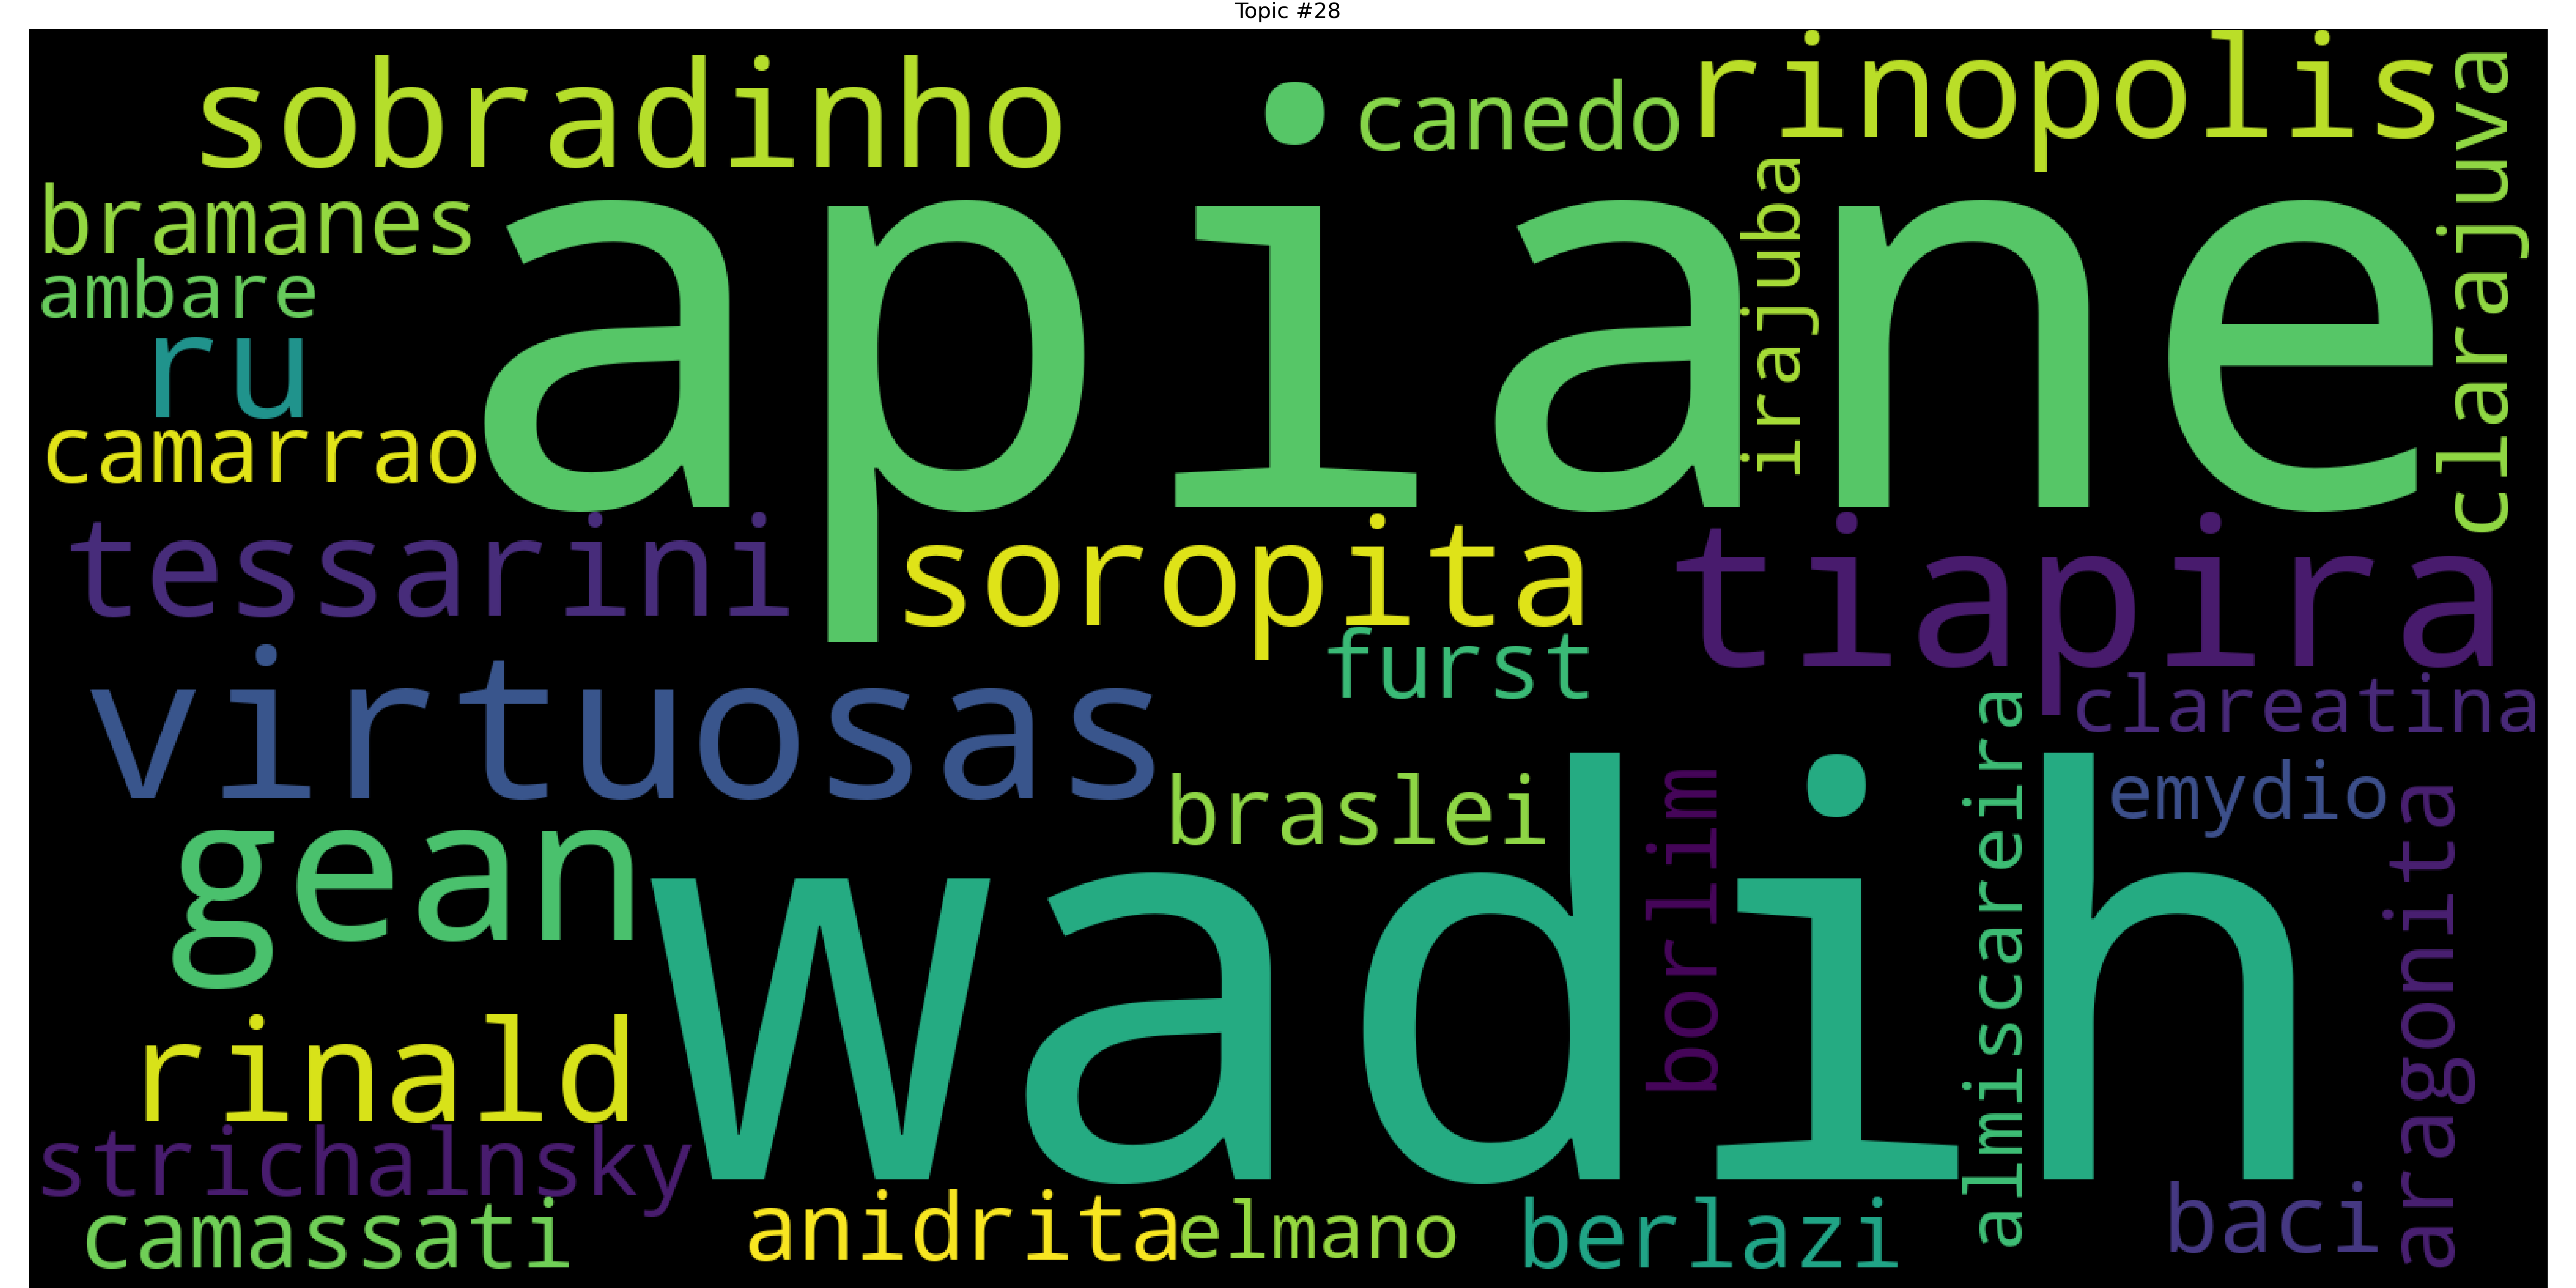 Topic #28
sobradinho
canedo
rinopolis
clarajuva
bramanes
apiane
irajuba
ambare
ru
camarrao
tessarini
soropita
tiapira
furst
virtuosas
clareatina
braslei
wadih
borlim
almiscareira
emydio
aragonita
gean
rinald
strichalnsky
camassati
anidrita
elmano
berlazi
baci